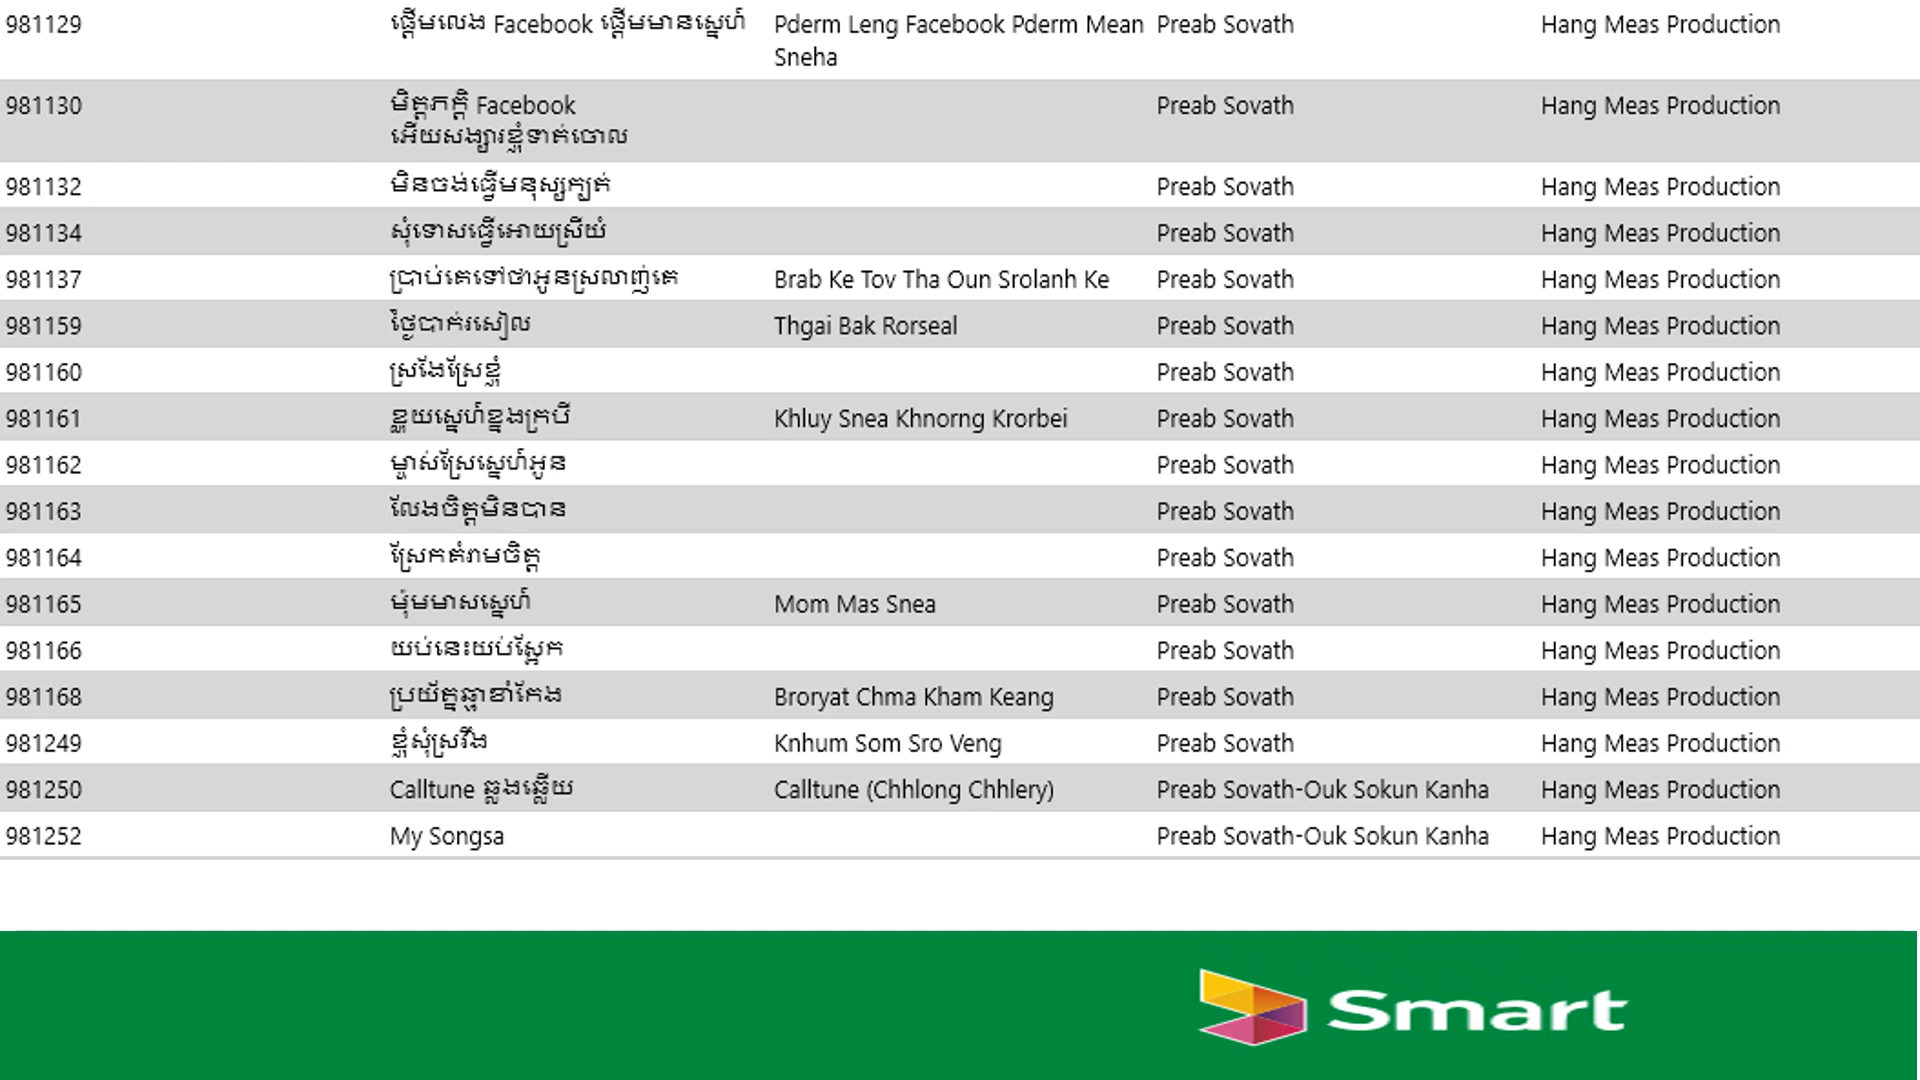 981129 ផ្ដើមលេង Facebook ផ្ដើមមានស្នេហ៍ Pderm Leng Facebook Pderm Mean Preab Sovath Hang Meas Production
Sneha
981130 មិត្តភក្តិ Facebook Preab Sovath Hang Meas Production
អើយសង្សារខ្ញុំទាត់ចោល
981132 មិនចង់ធ្វើមនុស្សក្បត់ Preab Sovath Hang Meas Production
981134 សុំទោសធ្វើអោយស្រីយំ Preab Sovath Hang Meas Production
981137 ប្រាប់គេទៅថាអូនស្រលាញ់គេ Brab Ke Tov Tha Oun Srolanh Ke Preab Sovath Hang Meas Production
981159 ថ្ងៃបាក់រសៀល Thgai Bak Rorseal Preab Sovath Hang Meas Production
981160 ស្រងែស្រែខ្ញុំ Preab Sovath Hang Meas Production
981161 ខ្លុយស្នេហ៍ខ្នងក្របី Khluy Snea Khnorng Krorbei Preab Sovath Hang Meas Production
981162 ម្ចាស់ស្រែស្នេហ៍អូន Preab Sovath Hang Meas Production
981163 លែងចិត្តមិនបាន Preab Sovath Hang Meas Production
981164 ស្រែកគំរាមចិត្ត Preab Sovath Hang Meas Production
981165 ម៉ុមមាសស្នេហ៍ Mom Mas Snea Preab Sovath Hang Meas Production
981166 យប់នេះយប់ស្អែក Preab Sovath Hang Meas Production
981168 ប្រយ័ត្នឆ្មាខាំកែង Broryat Chma Kham Keang Preab Sovath Hang Meas Production
981249 ខ្ញុំសុំស្រវឹង Knhum Som Sro Veng Preab Sovath Hang Meas Production
981250 Calltune ឆ្លងឆ្លើយ Calltune (Chhlong Chhlery) Preab Sovath-Ouk Sokun Kanha Hang Meas Production
981252 My Songsa Preab Sovath-Ouk Sokun Kanha Hang Meas Production
Smart